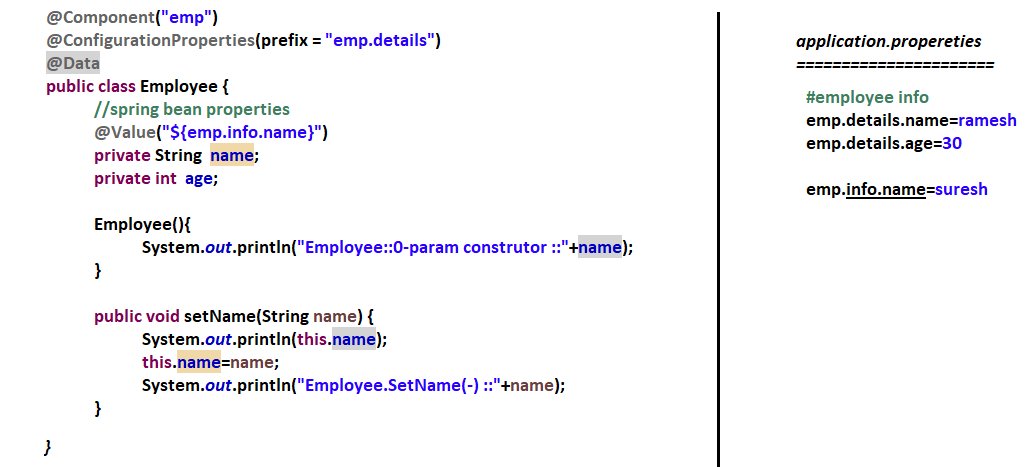 @Component("emp")
@ConfigurationProperties(prefix = "emp.details")
@Data
public class Employee {
//spring bean properties
@Value("${emp.info.name}")
private String name;
private int age;
Employee(){
System.out.println("Employee::0-param construtor ::"+name);
}
public void setName(String name) {
System.out.println(this.name);
this.name=name;
System.out.println("Employee.SetName(-) ::"+name);
}
}
application.propereties
======================
#employee info
emp.details.name=ramesh
emp.details.age=30
emp.info.name=suresh